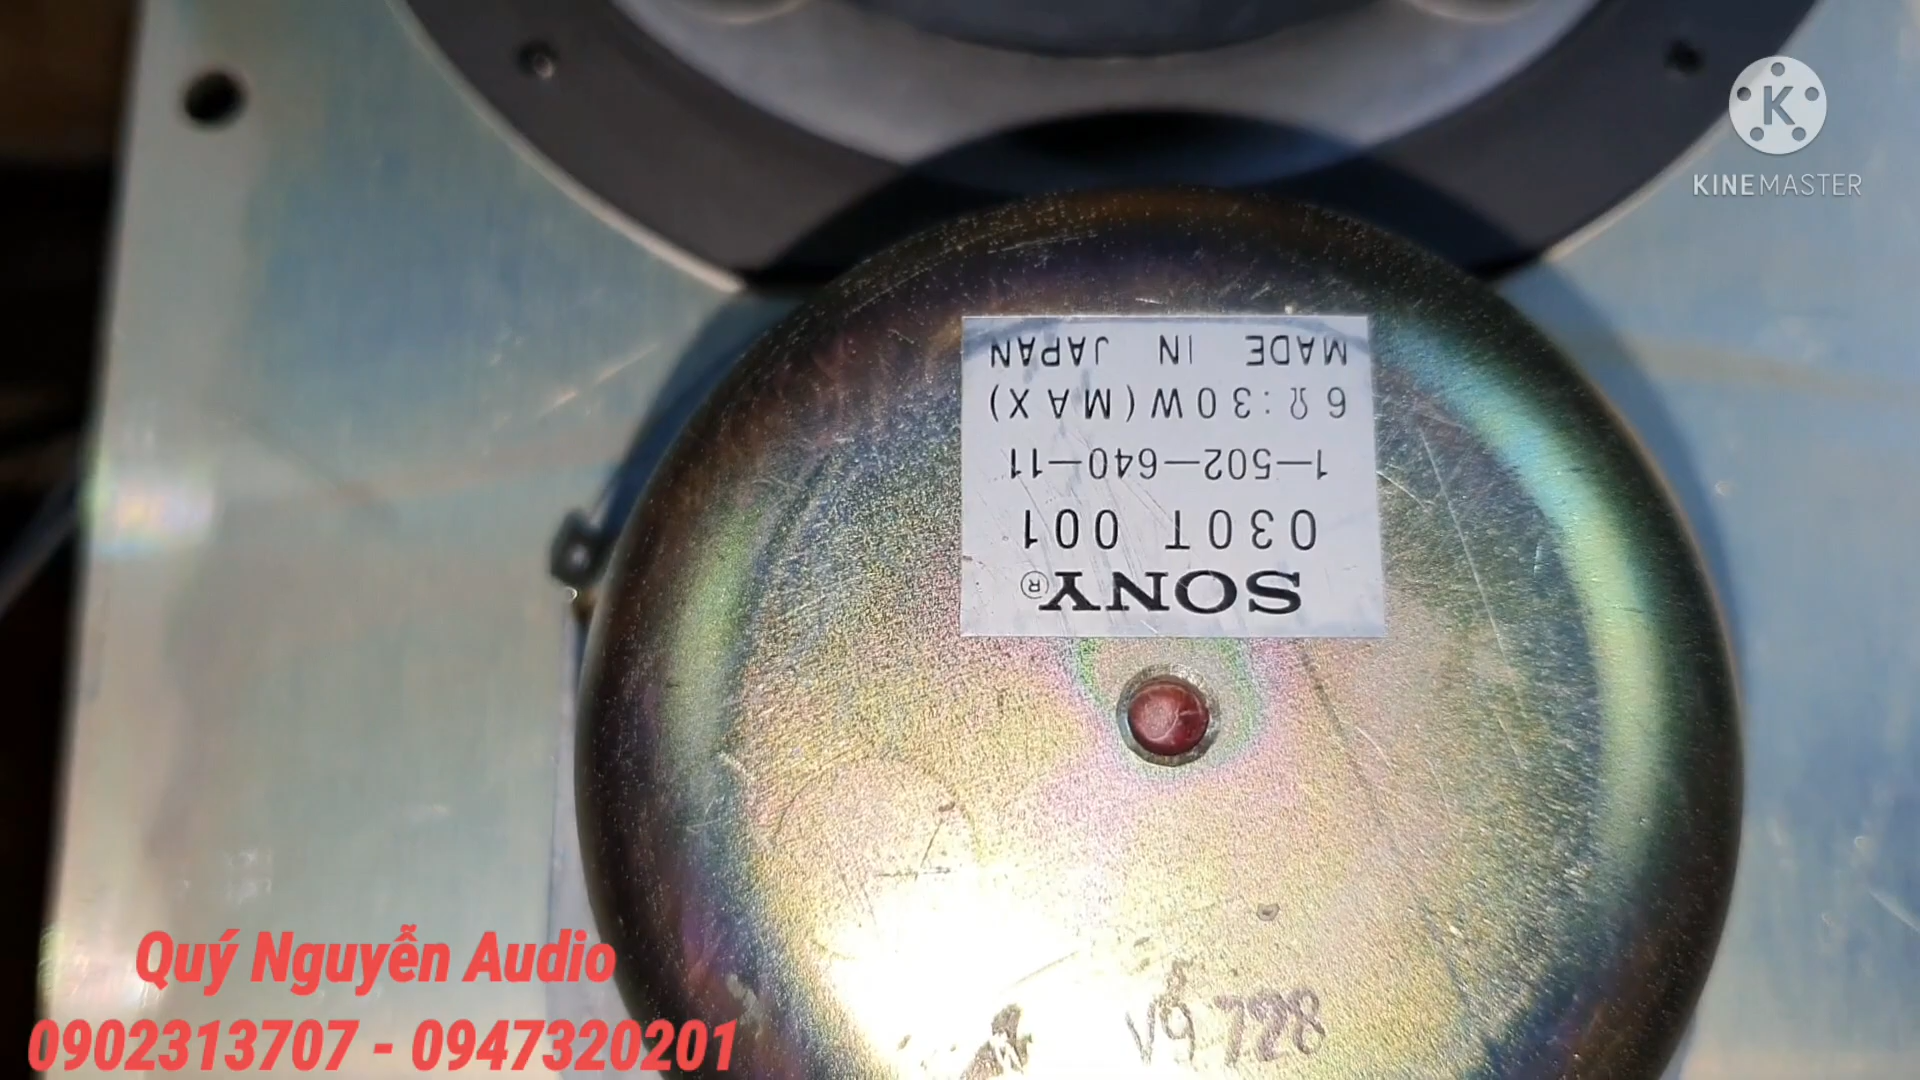 KINEMASTER
SONY®
030T 001
1-502-640-11
6Ω:30W(MAX)
MADE IN JAPAN
Quý Nguyễn Audio
0902313707 - 0947320201